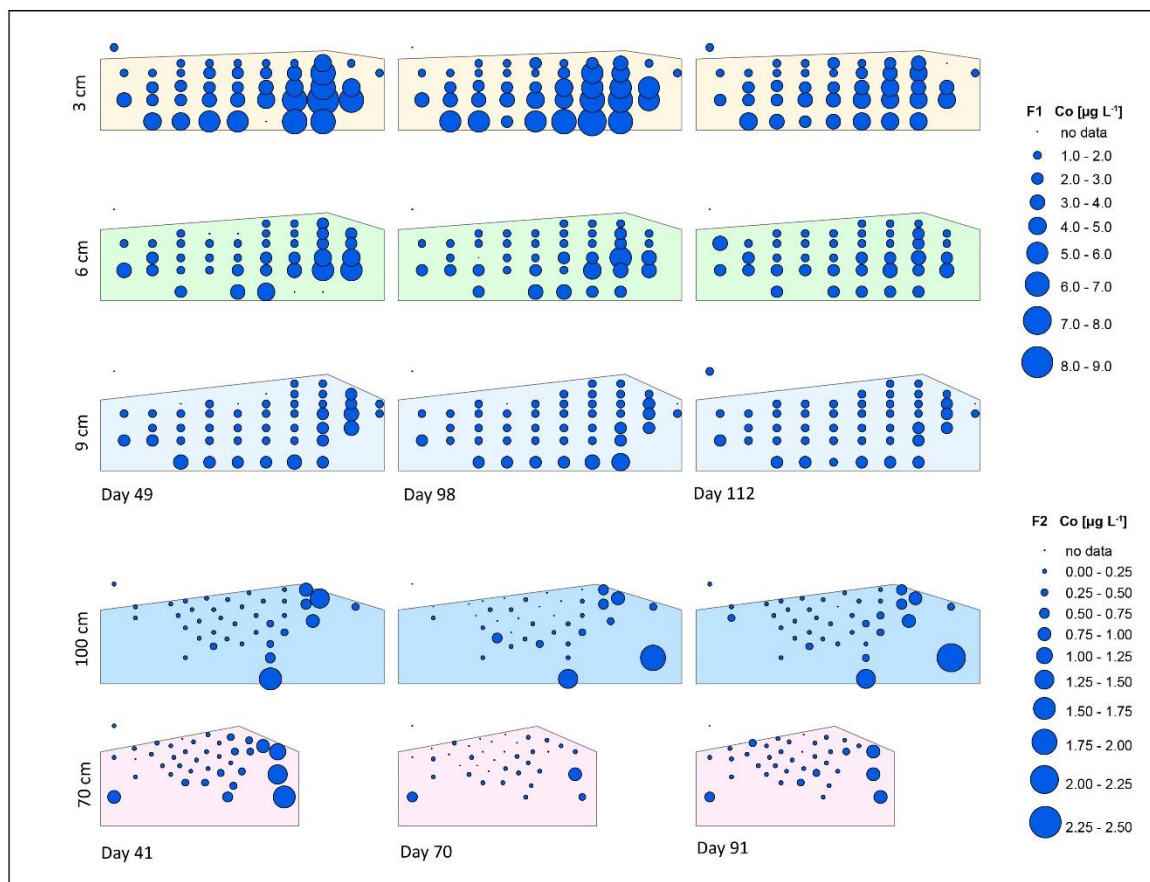 3 cm
F1 Co [µg L⁻¹]
no data
1.0 - 2.0
2.0 - 3.0
3.0 - 4.0
4.0 - 5.0
5.0 - 6.0
6.0 - 7.0
7.0 - 8.0
8.0 - 9.0
6 cm
9 cm
Day 49 Day 98 Day 112
F2 Co [µg L⁻¹]
no data
0.00 - 0.25
0.25 - 0.50
0.50 - 0.75
0.75 - 1.00
1.00 - 1.25
1.25 - 1.50
1.50 - 1.75
1.75 - 2.00
2.00 - 2.25
2.25 - 2.50
100 cm
70 cm
Day 41 Day 70 Day 91